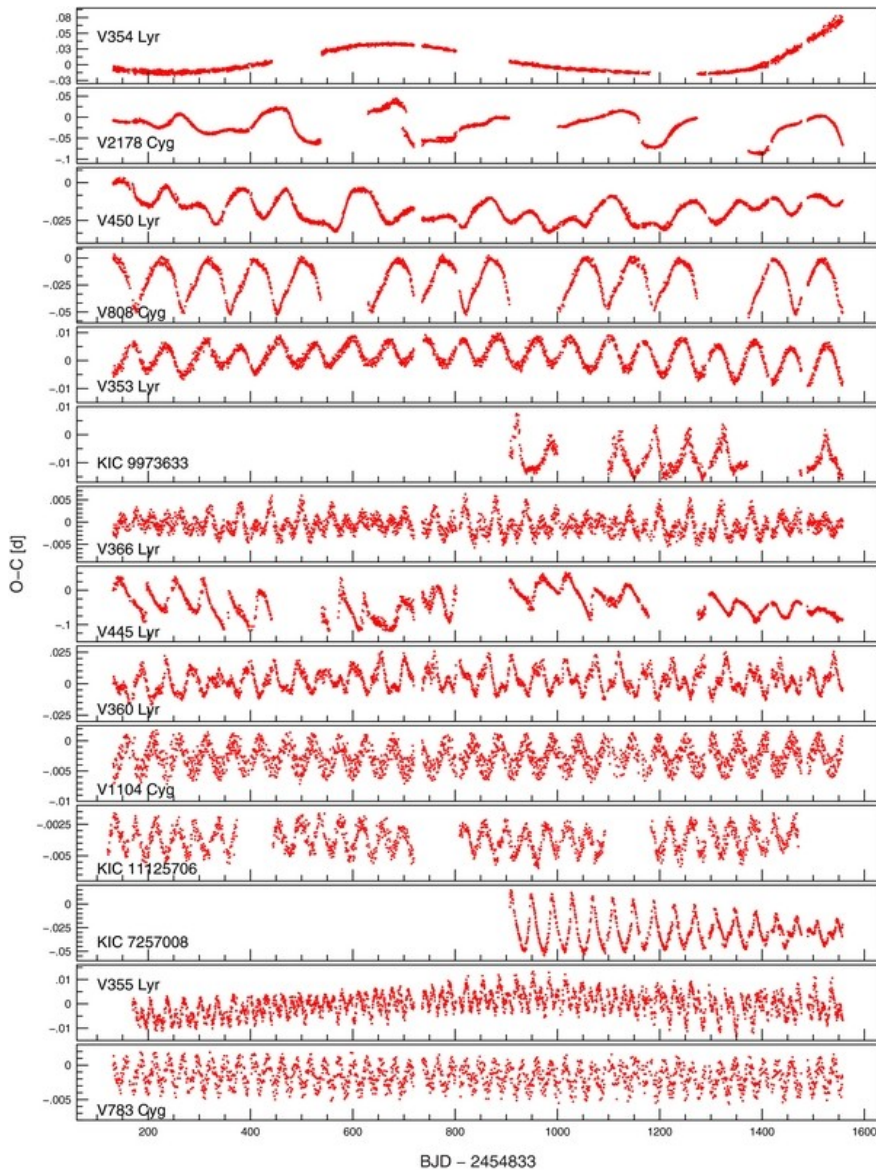 V354 Lyr
.08
.05
.03
0
-.03
V2178 Cyg
.05
0
-.05
-.1
V450 Lyr
0
-.025
V808 Cyg
0
-.025
-.05
V353 Lyr
.01
0
-.01
KIC 9973633
.01
0
-.01
V366 Lyr
.005
0
-.005
V445 Lyr
0
-.1
V360 Lyr
.025
0
-.025
V1104 Cyg
0
-.005
-.01
KIC 11125706
-.0025
-.005
KIC 7257008
0
-.025
-.05
V355 Lyr
.01
0
-.01
V783 Cyg
0
-.005
O-C [d]
200 400 600 800 1000 1200 1400 1600
BJD - 2454833